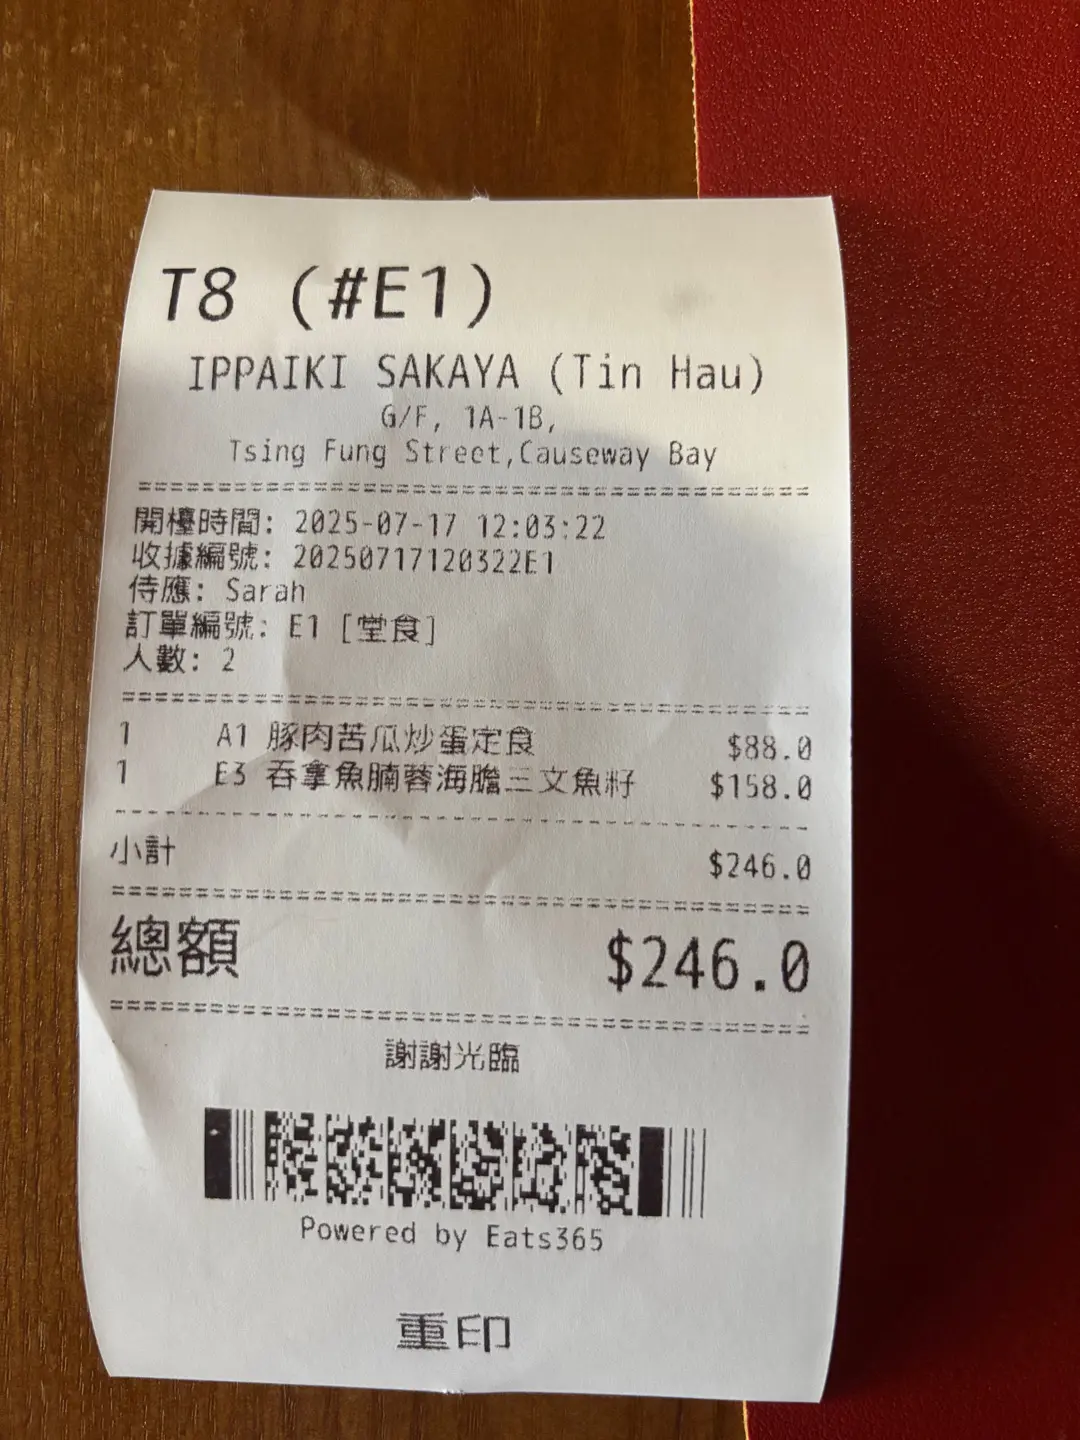 T8 (#E1)
IPPAIKI SAKAYA (Tin Hau)
G/F, 1A-1B,
Tsing Fung Street,Causeway Bay
開檯時間: 2025-07-17 12:03:22
收據編號: 20250717120322E1
侍應: Sarah
訂單編號: E1 [堂食]
人數: 2
1 A1 豚肉苦瓜炒蛋定食 $88.0
1 E3 吞拿魚腩蓉海膽三文魚籽 $158.0
小計 $246.0
總額 $246.0
謝謝光臨
Powered by Eats365
重印